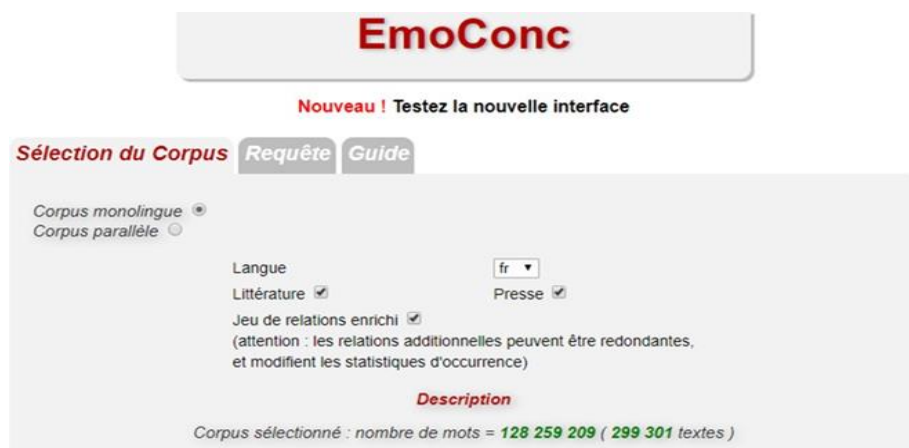 EmoConc
Nouveau ! Testez la nouvelle interface
Sélection du Corpus Requête Guide
Corpus monolingue
Corpus parallèle
Langue fr
Littérature Presse
Jeu de relations enrichi
(attention : les relations additionnelles peuvent être redondantes,
et modifient les statistiques d'occurrence)
Description
Corpus sélectionné : nombre de mots = 128 259 209 ( 299 301 textes )